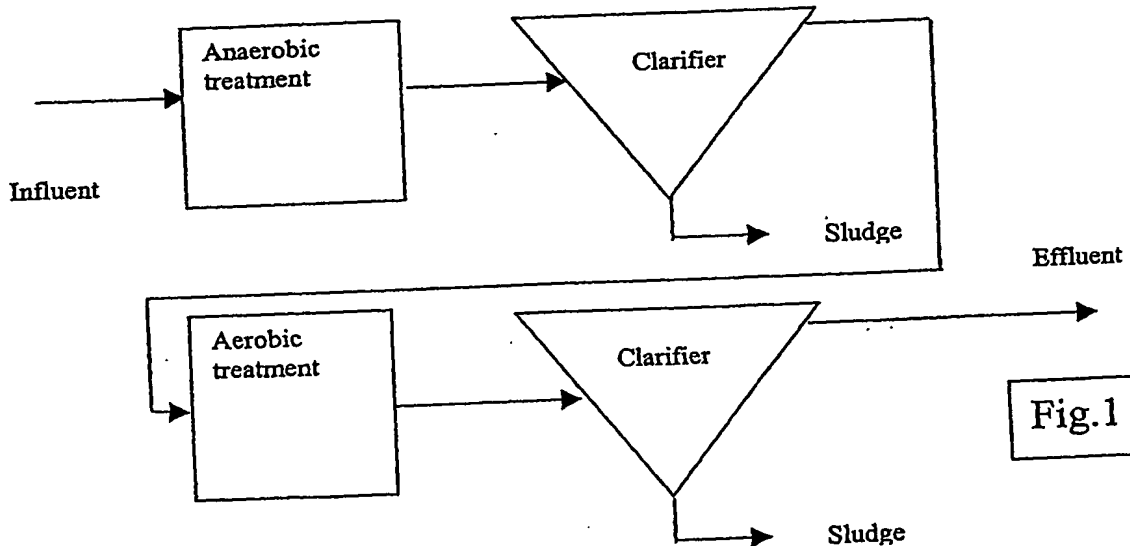 Anaerobic
treatment
Clarifier
Influent
Sludge
Effluent
Aerobic
treatment
Clarifier
Fig.1
Sludge